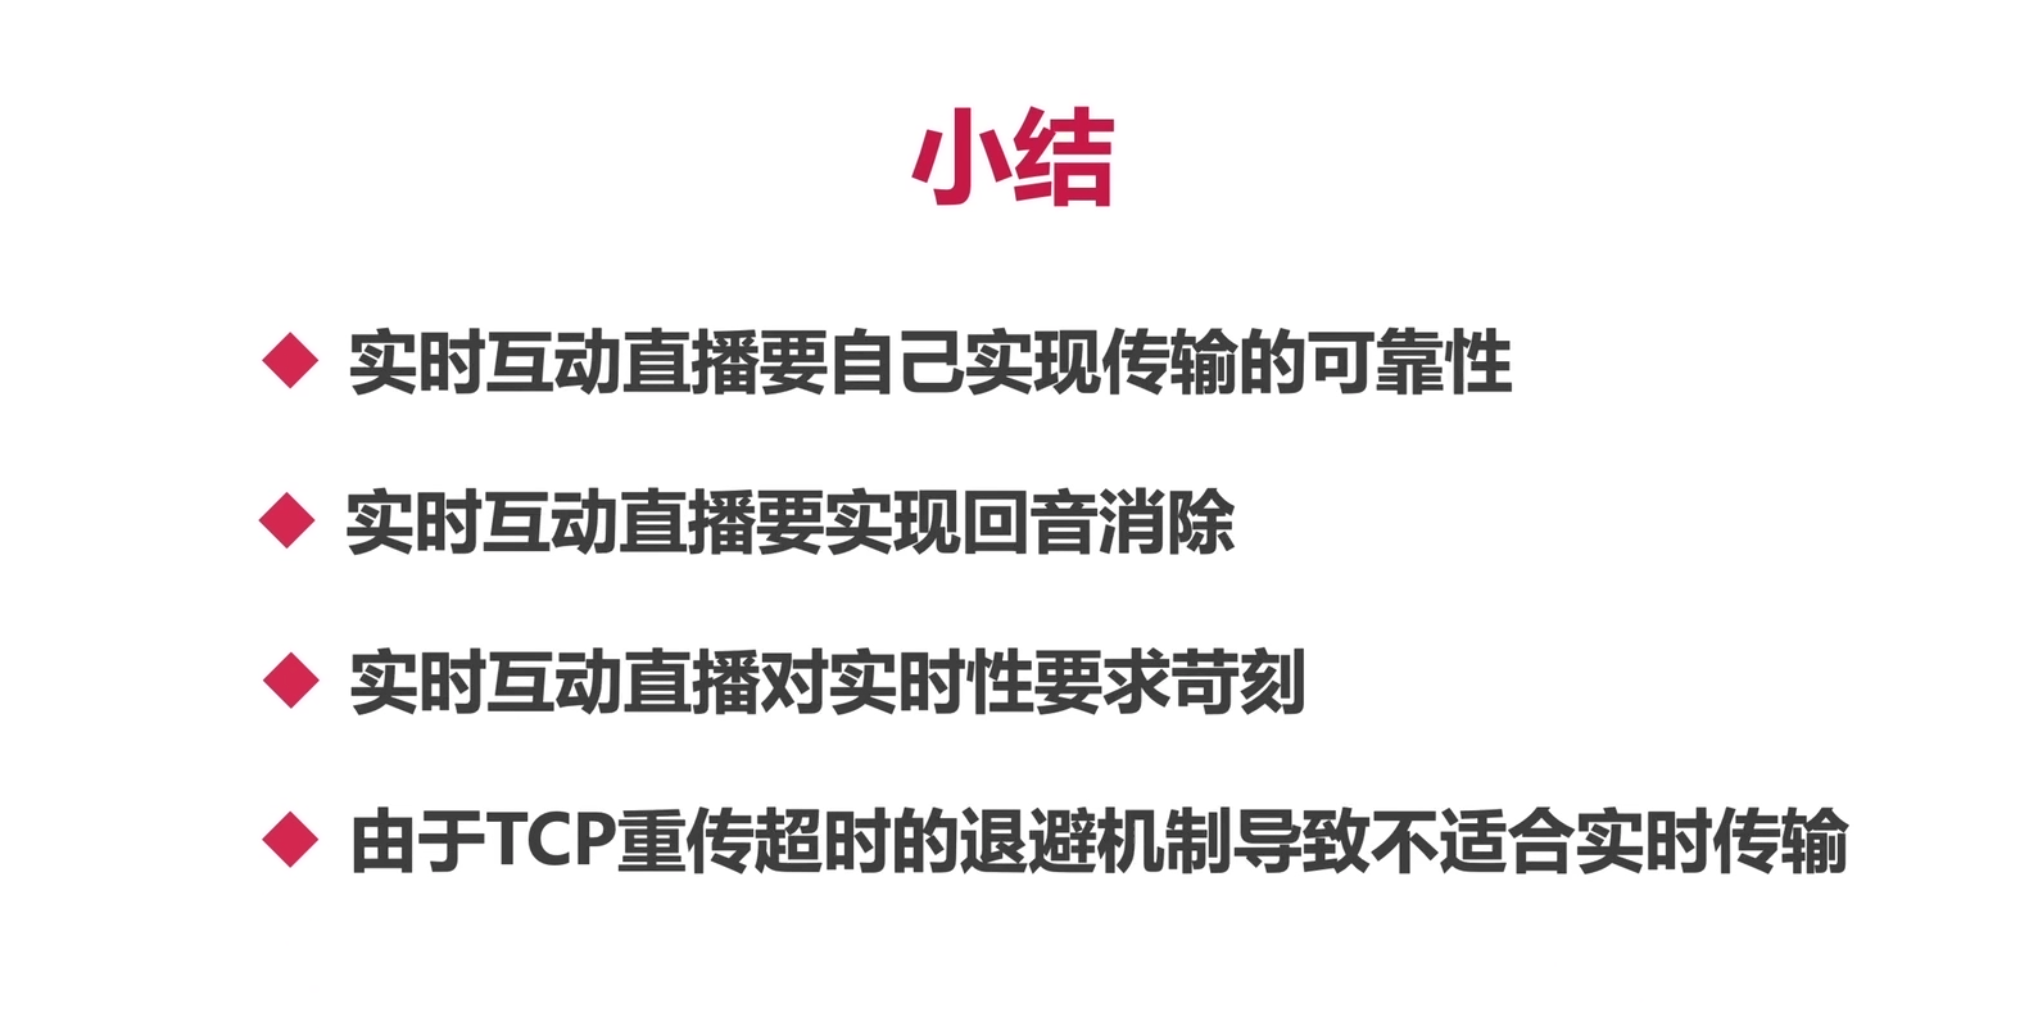 小结
实时互动直播要自己实现传输的可靠性
实时互动直播要实现回音消除
实时互动直播对实时性要求苛刻
由于TCP重传超时的退避机制导致不适合实时传输